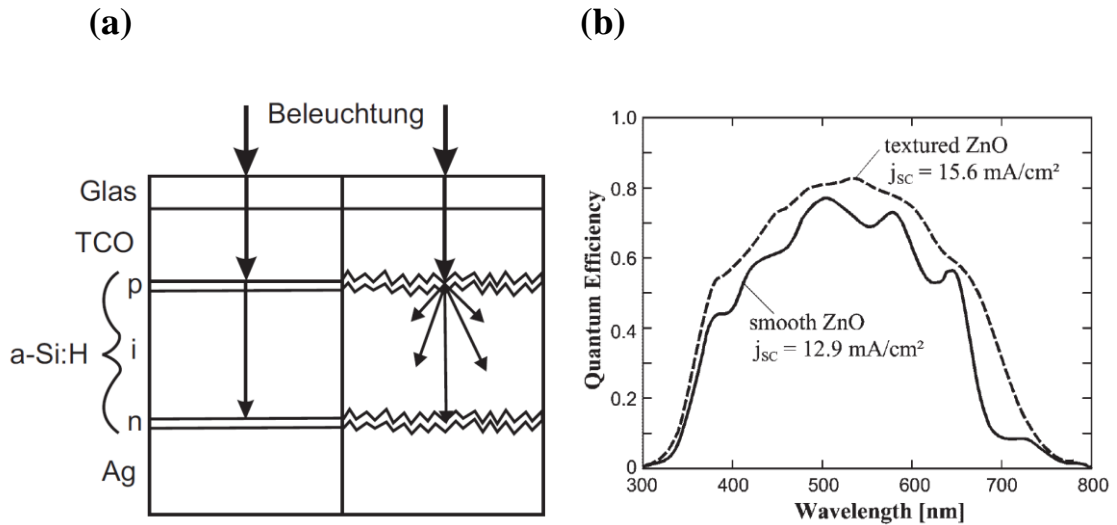 (a)
Beleuchtung
Glas
TCO
p
a-Si:H
i
n
Ag
(b)
Quantum Efficiency
1.0
0.8
0.6
0.4
0.2
0
textured ZnO
jSC = 15.6 mA/cm²
smooth ZnO
jSC = 12.9 mA/cm²
300 400 500 600 700 800
Wavelength [nm]